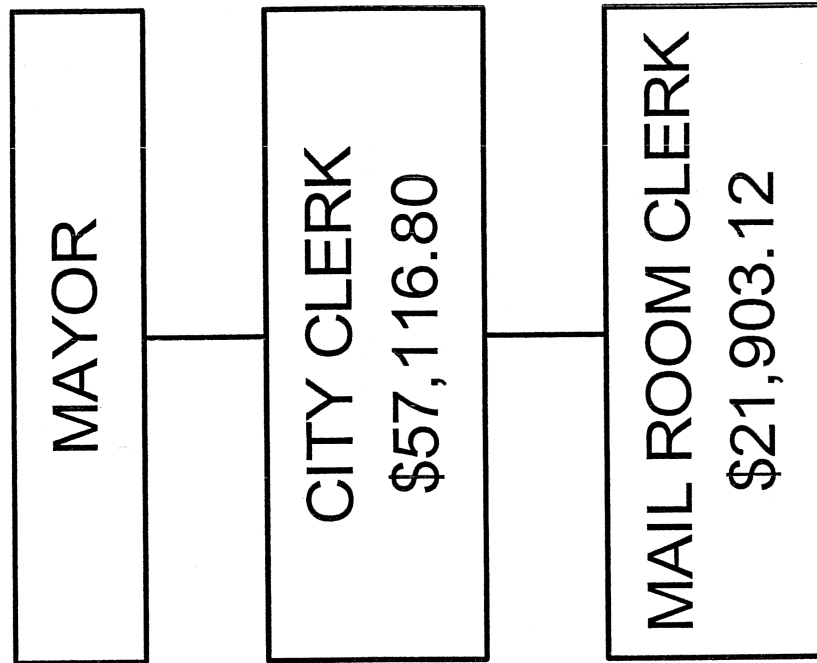 MAYOR
CITY CLERK
$57,116.80
MAIL ROOM CLERK
$21,903.12